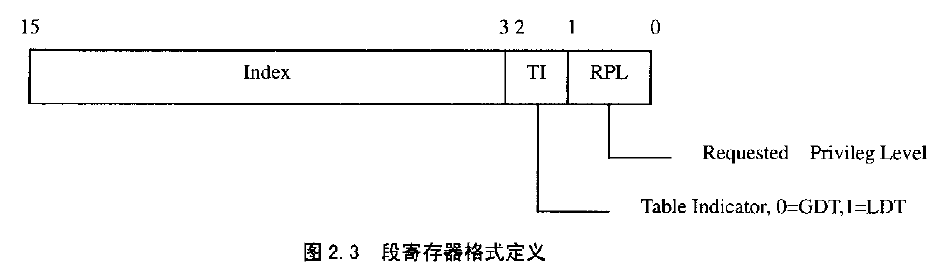 15 3 2 1 0
Index TI RPL
Requested Privileg Level
Table Indicator, 0=GDT,1=LDT
图 2.3 段寄存器格式定义